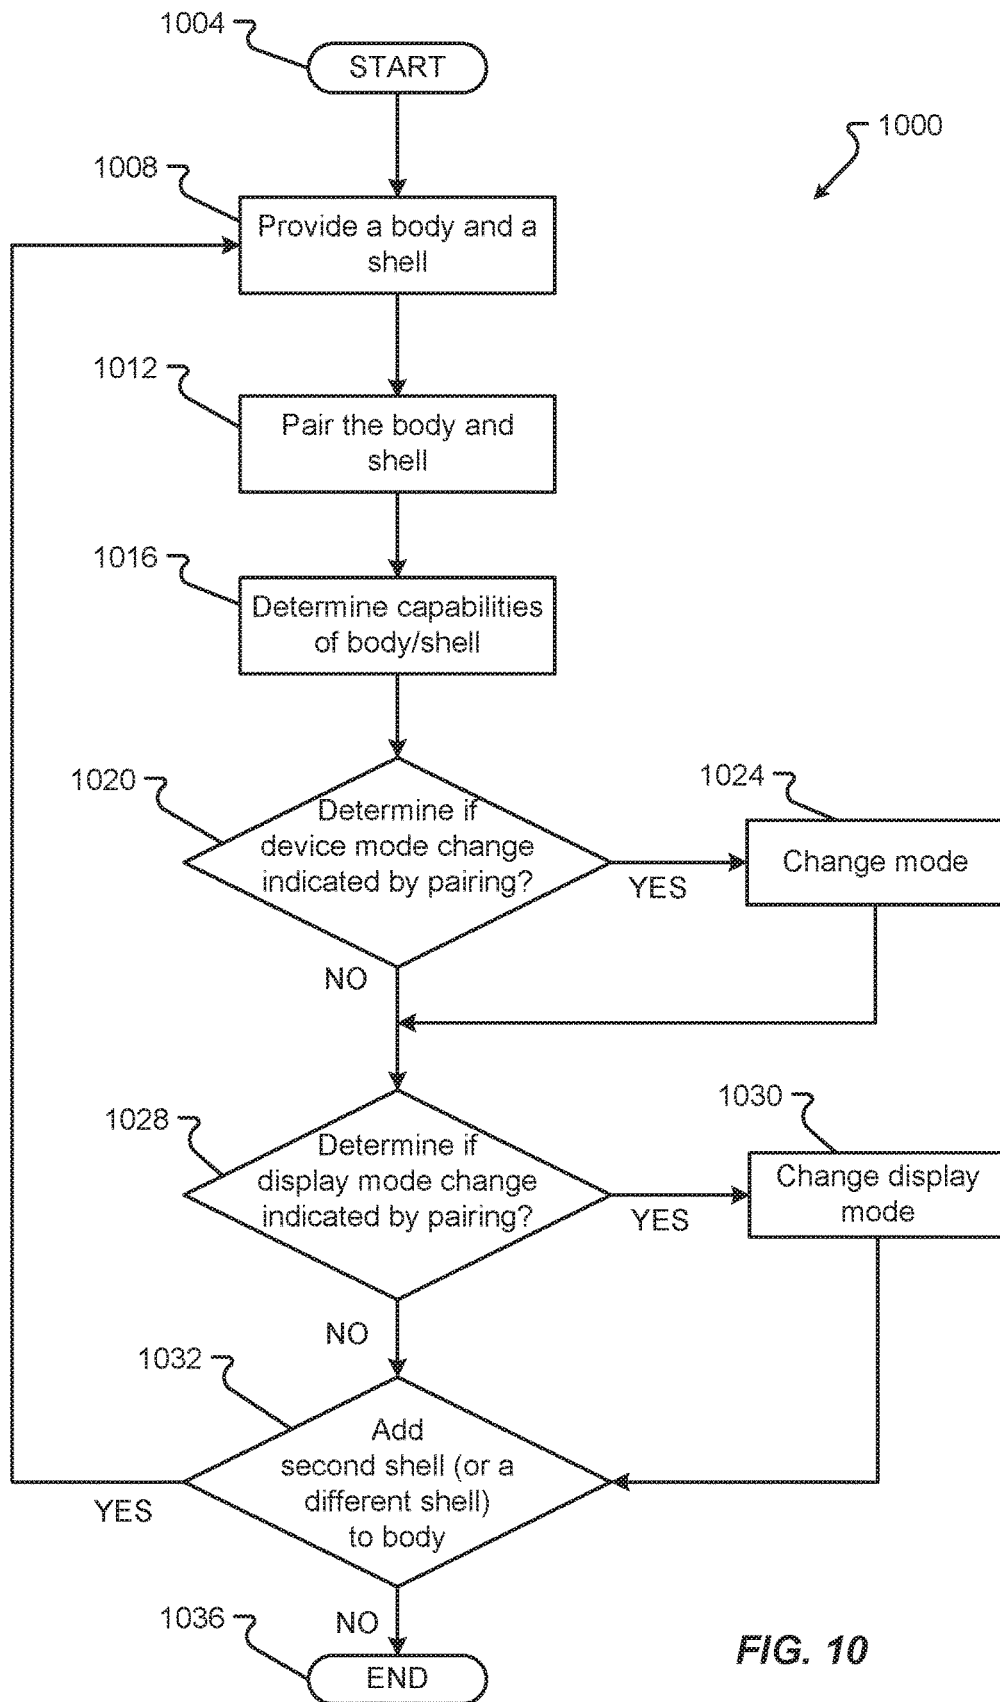 1004
START
1000
1008
Provide a body and a
shell
1012
Pair the body and
shell
1016
Determine capabilities
of body/shell
1020
Determine if
device mode change
indicated by pairing?
1024
Change mode
YES
NO
1028
Determine if
display mode change
indicated by pairing?
1030
Change display
mode
YES
NO
1032
Add
second shell (or a
different shell)
to body
YES
NO
1036
END
FIG. 10